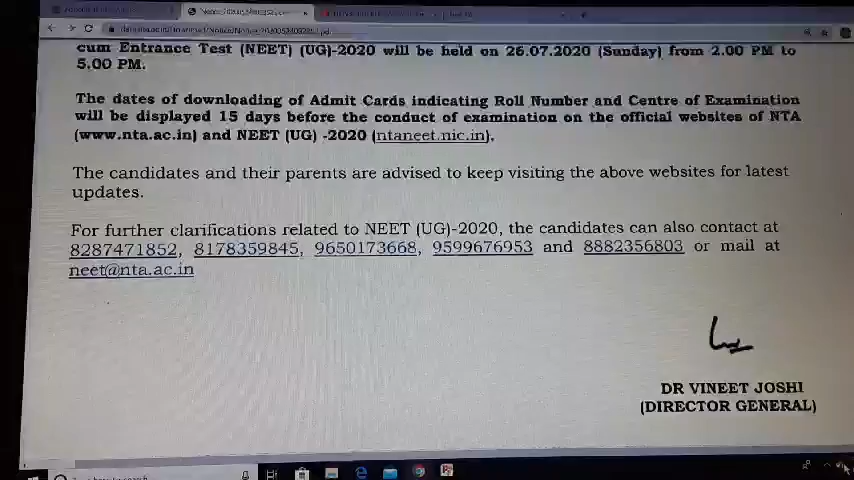 cum Entrance Test (NEET) (UG)-2020 will be held on 26.07.2020 (Sunday) from 2.00 PM to
5.00 PM.
The dates of downloading of Admit Cards indicating Roll Number and Centre of Examination
will be displayed 15 days before the conduct of examination on the official websites of NTA
(www.nta.ac.in) and NEET (UG) -2020 (ntaneet.nic.in).
The candidates and their parents are advised to keep visiting the above websites for latest
updates.
For further clarifications related to NEET (UG)-2020, the candidates can also contact at
8287471852, 8178359845, 9650173668, 9599676953 and 8882356803 or mail at
neet@nta.ac.in
DR VINEET JOSHI
(DIRECTOR GENERAL)